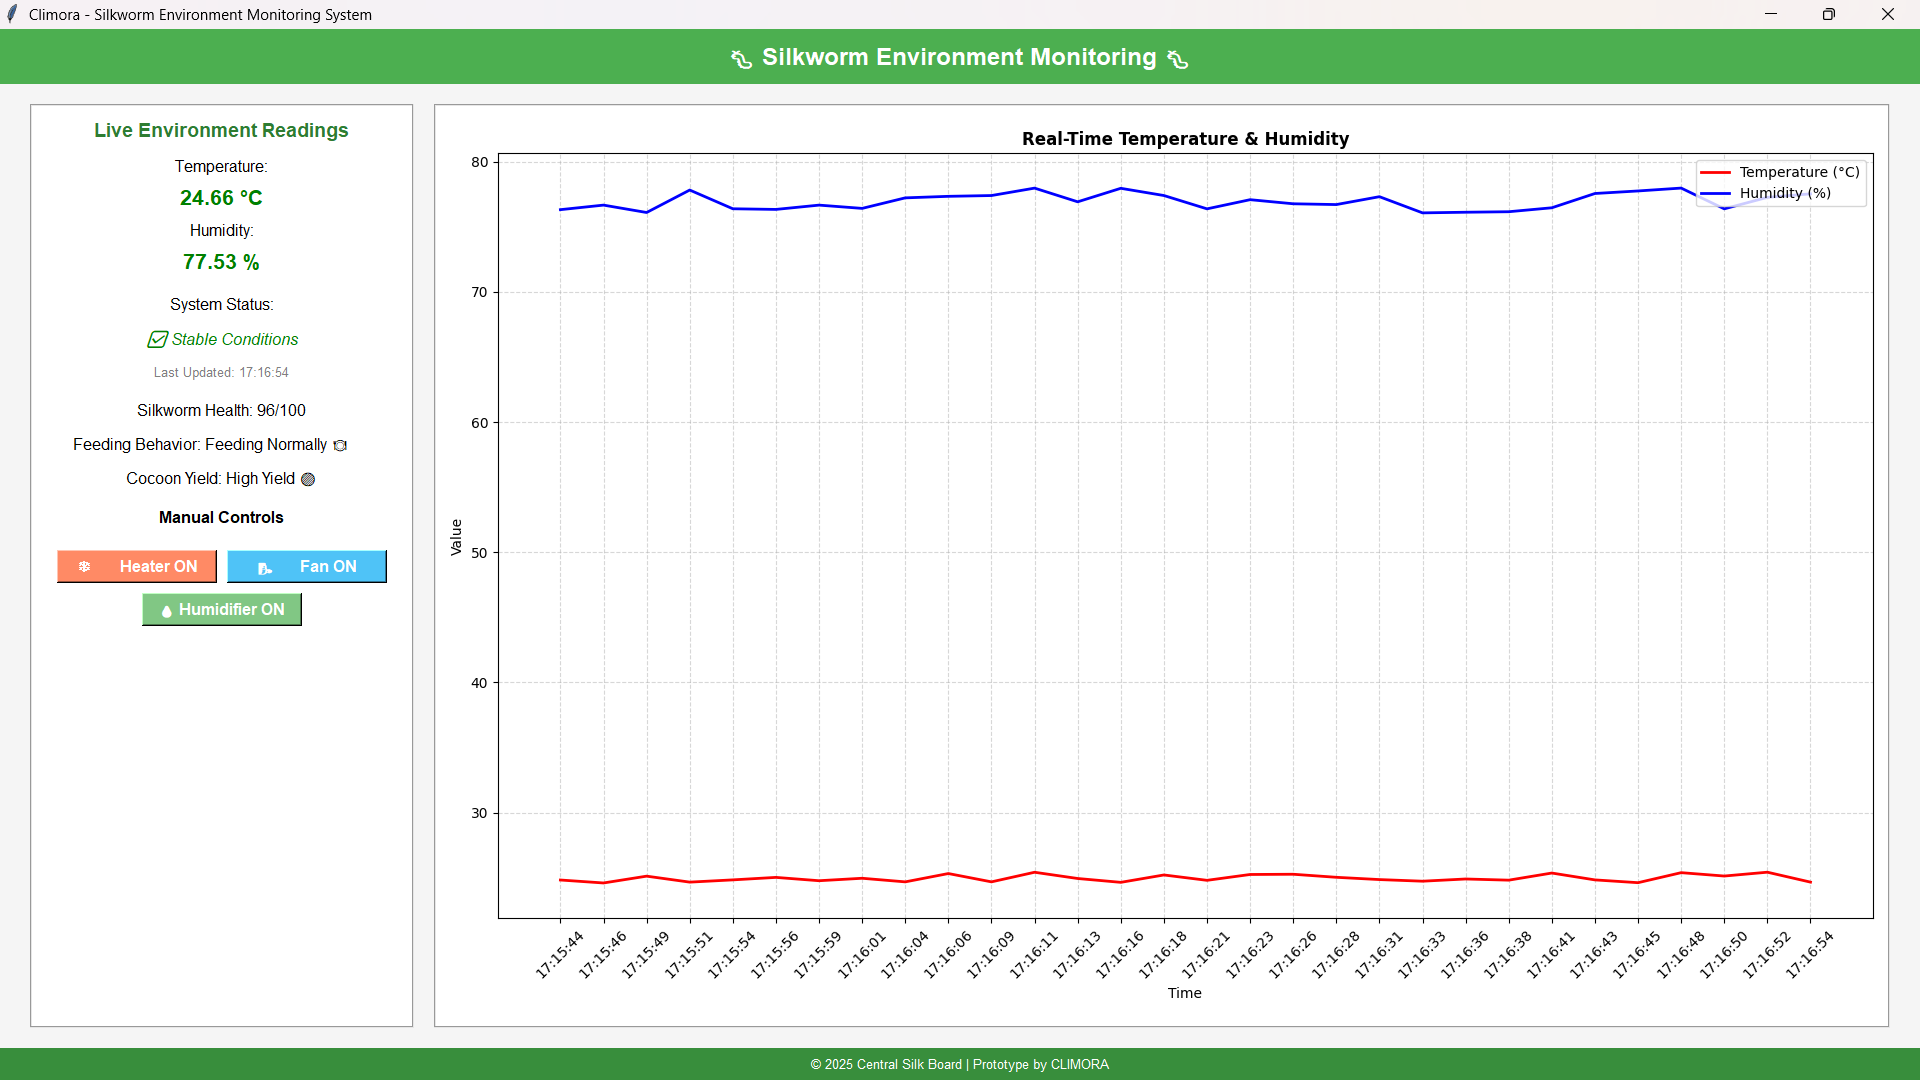 Climora - Silkworm Environment Monitoring System
Silkworm Environment Monitoring
Live Environment Readings
Temperature:
24.66 °C
Humidity:
77.53 %
System Status:
Stable Conditions
Last Updated: 17:16:54
Silkworm Health: 96/100
Feeding Behavior: Feeding Normally
Cocoon Yield: High Yield
Manual Controls
Heater ON
Fan ON
Humidifier ON
Real-Time Temperature & Humidity
Temperature (°C)
Humidity (%)
80
70
60
50
40
30
Value
17:15:44
17:15:46
17:15:49
17:15:51
17:15:54
17:15:56
17:15:59
17:16:01
17:16:04
17:16:06
17:16:09
17:16:11
17:16:13
17:16:16
17:16:18
17:16:21
17:16:23
17:16:26
17:16:28
17:16:31
17:16:33
17:16:36
17:16:38
17:16:41
17:16:43
17:16:45
17:16:48
17:16:50
17:16:52
17:16:54
Time
© 2025 Central Silk Board | Prototype by CLIMORA